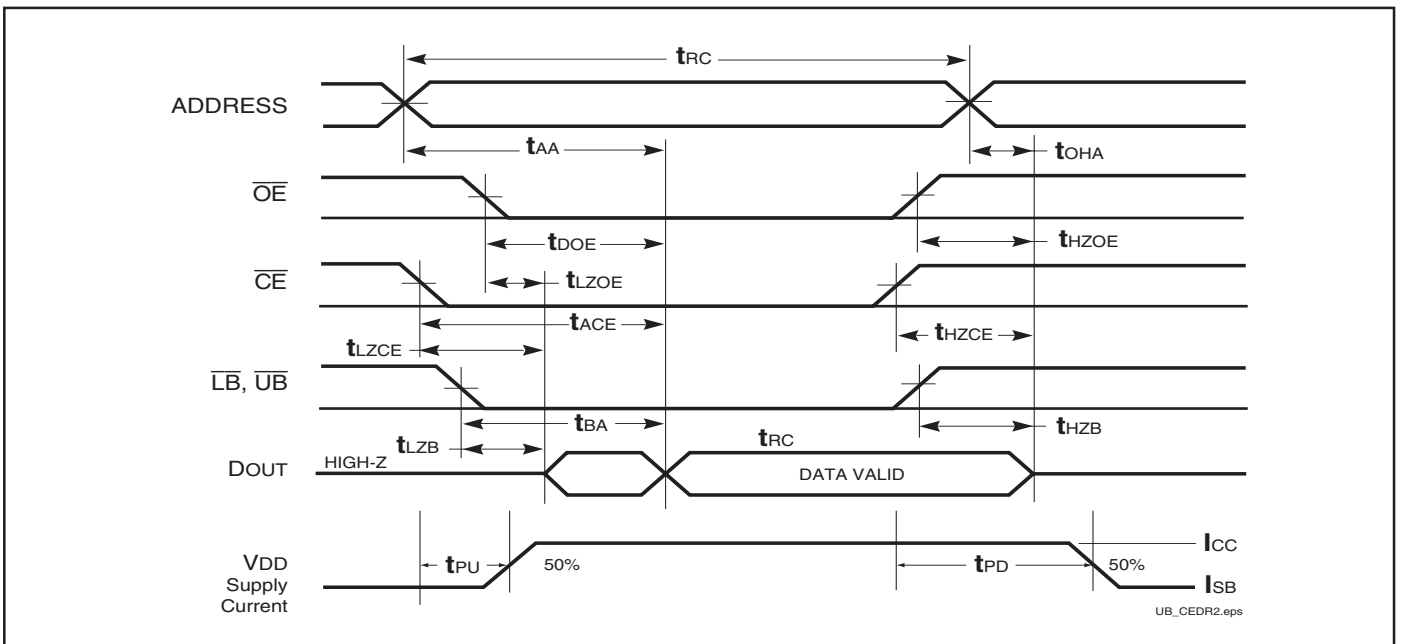 tRC
ADDRESS
tAA
tOHA
OE
tDOE
tHZOE
CE
tLZOE
tACE
tHZCE
tLZCE
LB, UB
tBA
tHZB
tLZB
tRC
DOUT
HIGH-Z
DATA VALID
ICC
VDD
Supply
Current
tPU
50%
tPD
50%
ISB
UB_CEDR2.eps